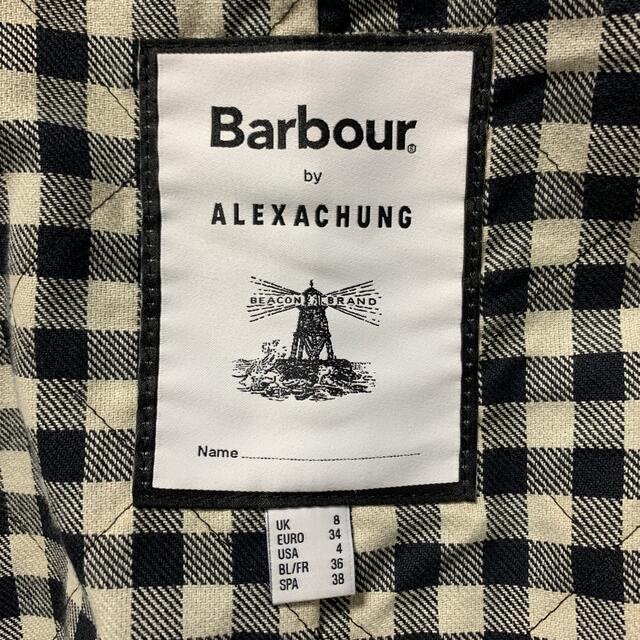 Barbour®
by
ALEXACHUNG
BEACON BRAND
Name
UK 8
EURO 34
USA 4
BL/FR 36
SPA 38